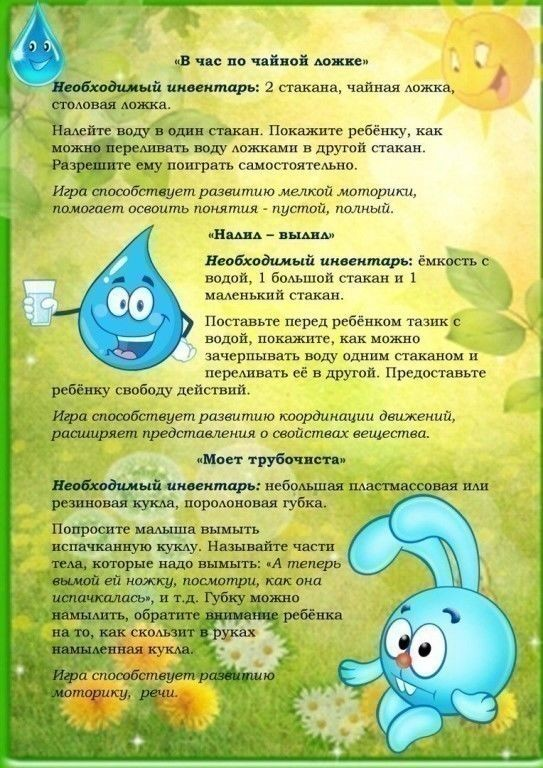 «В час по чайной ложке»
Необходимый инвентарь: 2 стакана, чайная ложка,
столовая ложка.
Налейте воду в один стакан. Покажите ребёнку, как
можно переливать воду ложками в другой стакан.
Разрешите ему поиграть самостоятельно.
Игра способствует развитию мелкой моторики,
помогает освоить понятия - пустой, полный.
«Налил – вылил»
Необходимый инвентарь: ёмкость с
водой, 1 большой стакан и 1
маленький стакан.
Поставьте перед ребёнком тазик с
водой, покажите, как можно
зачерпывать воду одним стаканом и
переливать её в другой. Предоставьте
ребёнку свободу действий.
Игра способствует развитию координации движений,
расширяет представления о свойствах вещества.
«Моет трубочиста»
Необходимый инвентарь: небольшая пластмассовая или
резиновая кукла, поролоновая губка.
Попросите малыша вымыть
испачканную куклу. Называйте части
тела, которые надо вымыть: «А теперь
вымой ей ножку, посмотри, как она
испачкалась», и т.д. Губку можно
намылить, обратите внимание ребёнка
на то, как скользит в руках
намыленная кукла.
Игра способствует развитию
моторику, речи.